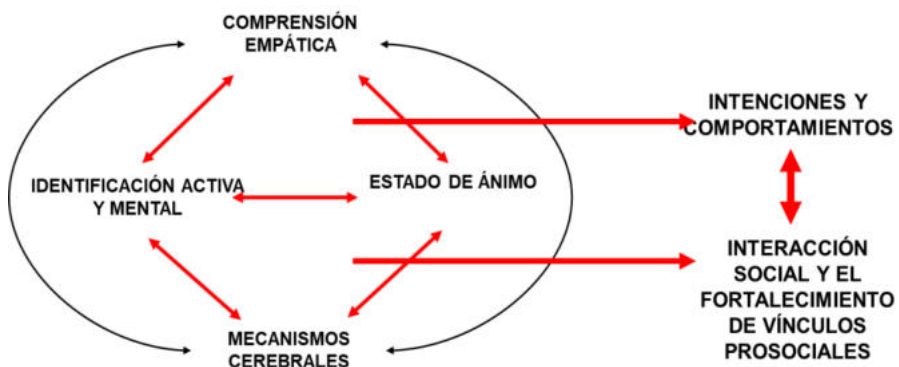 COMPRENSIÓN
EMPÁTICA
INTENCIONES Y
COMPORTAMIENTOS
IDENTIFICACIÓN ACTIVA
Y MENTAL
ESTADO DE ÁNIMO
INTERACCIÓN
SOCIAL Y EL
FORTALECIMIENTO
DE VÍNCULOS
PROSOCIALES
MECANISMOS
CEREBRALES